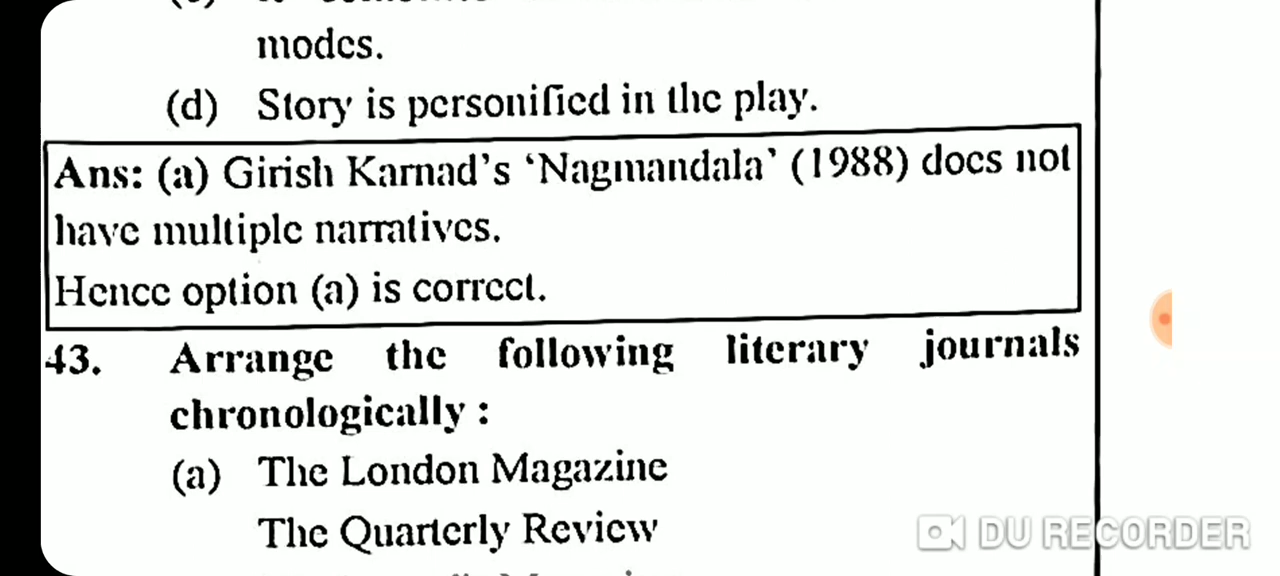 modes.
(d) Story is personified in the play.
Ans: (a) Girish Karnad's 'Nagmandala' (1988) does not
have multiple narratives.
Hence option (a) is correct.
43. Arrange the following literary journals
chronologically :
(a) The London Magazine
The Quarterly Review
DU RECORDER